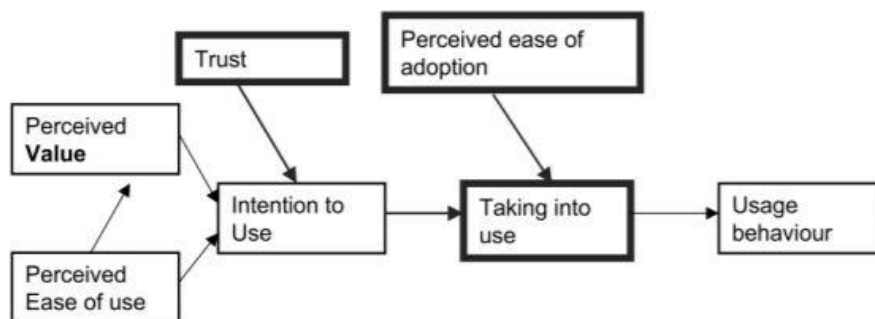 Trust
Perceived ease of
adoption
Perceived
Value
Intention to
Use
Taking into
use
Usage
behaviour
Perceived
Ease of use